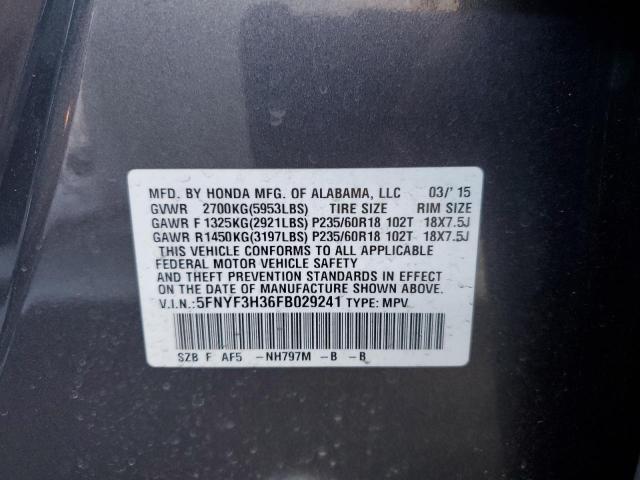 MFD. BY HONDA MFG. OF ALABAMA, LLC 03/'15
GVWR 2700KG(5953LBS) TIRE SIZE RIM SIZE
GAWR F 1325KG(2921LBS) P235/60R18 102T 18X7.5J
GAWR R1450KG(3197LBS) P235/60R18 102T 18X7.5J
THIS VEHICLE CONFORMS TO ALL APPLICABLE
FEDERAL MOTOR VEHICLE SAFETY
AND THEFT PREVENTION STANDARDS IN EFFECT
ON THE DATE OF MANUFACTURE SHOWN ABOVE.
V.I.N.:5FNYF3H36FB029241 TYPE: MPV
SZB F AF5 -NH797M -B -B